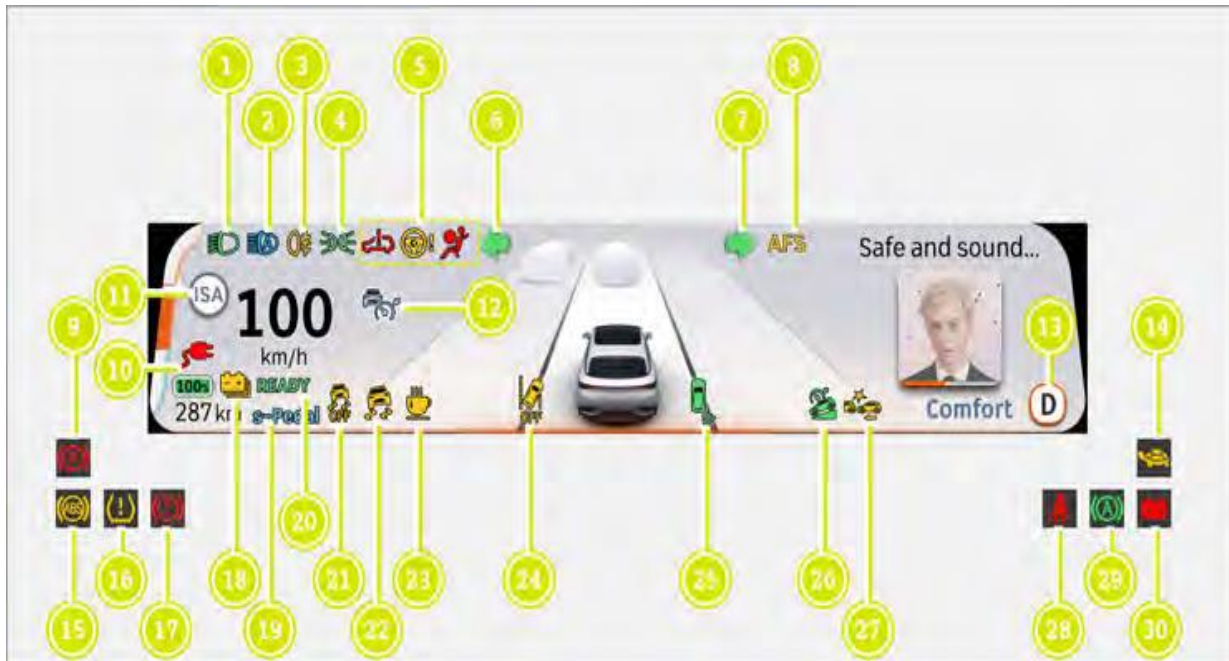 1 3 5 8
2 4 6 7
AFS Safe and sound...
ISA 100 12 13 14
11
9
km/h
10
100% READY
287 km s-Pedal OFF OFF Comfort D
ABS ! A
20
18 21 23 24 25 26 29
16
15 17 19 22 27 28 30